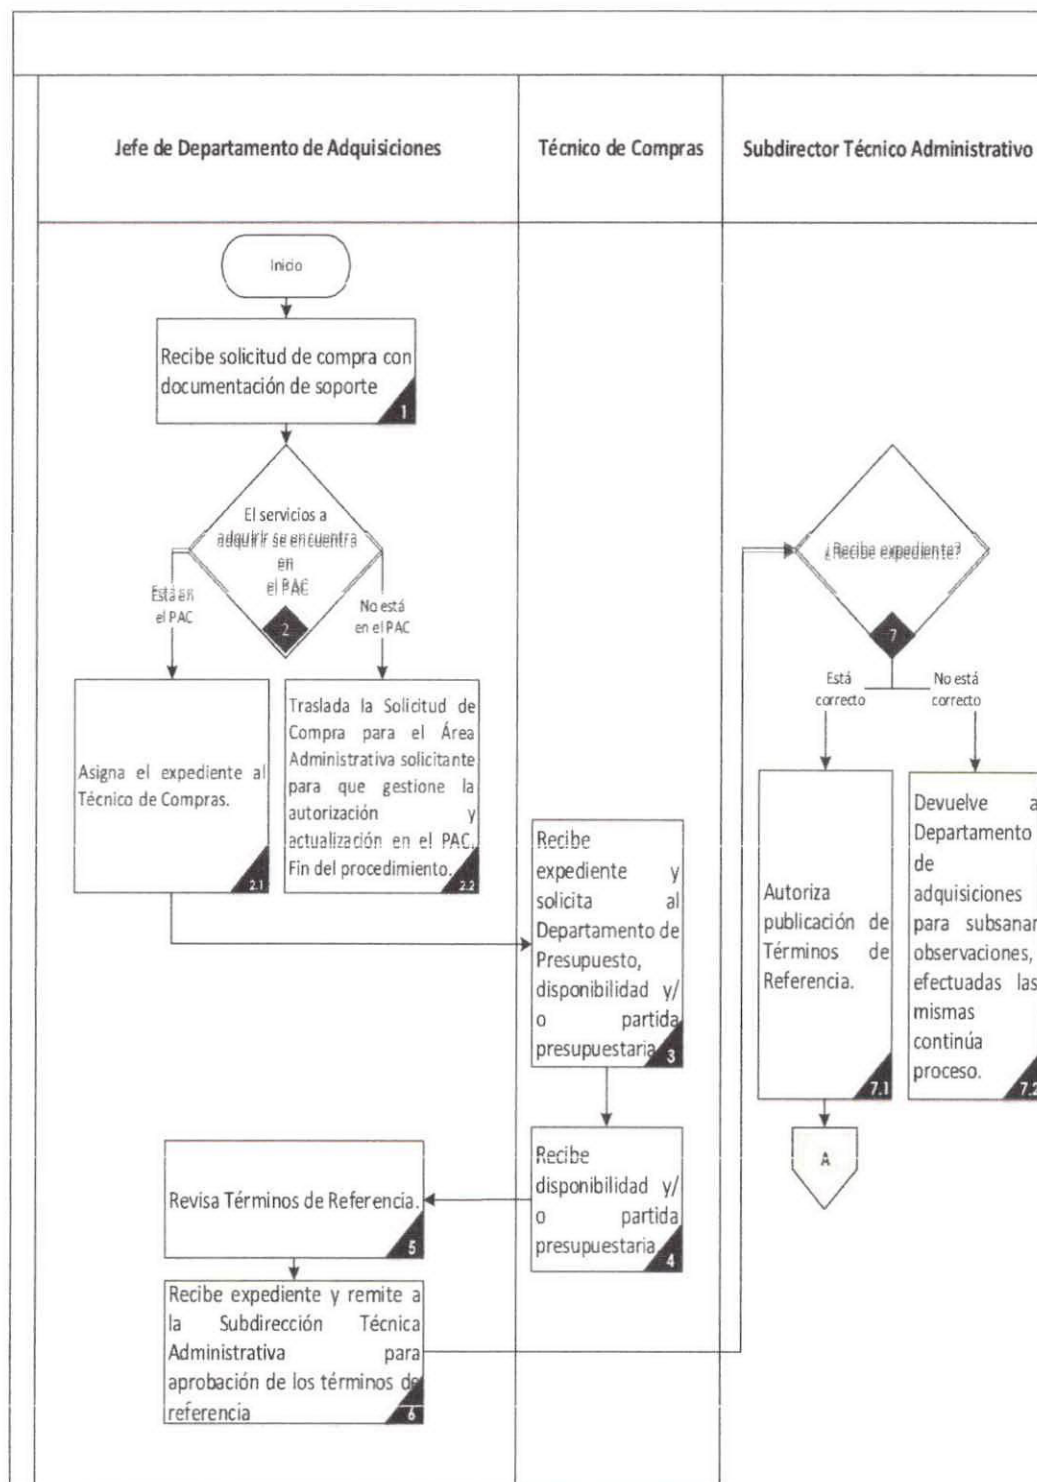 Jefe de Departamento de Adquisiciones
Técnico de Compras
Subdirector Técnico Administrativo
Inicio
Recibe solicitud de compra con
documentación de soporte
1
El servicios a
adquirir se encuentra
en
el PAC
2
Está en
el PAC
No está
en el PAC
Asigna el expediente al
Técnico de Compras.
2.1
Traslada la Solicitud de
Compra para el Área
Administrativa solicitante
para que gestione la
autorización y
actualización en el PAC.
Fin del procedimiento.
2.2
Recibe
expediente y
solicita al
Departamento de
Presupuesto,
disponibilidad y/
o partida
presupuestaria
3
Recibe
disponibilidad y/
o partida
presupuestaria
4
Revisa Términos de Referencia.
5
Recibe expediente y remite a
la Subdirección Técnica
Administrativa para
aprobación de los términos de
referencia
6
¿Recibe expediente?
7
Está
correcto
No está
correcto
Autoriza
publicación de
Términos de
Referencia.
7.1
Devuelve a
Departamento
de
adquisiciones
para subsanar
observaciones,
efectuadas las
mismas
continúa
proceso.
7.2
A